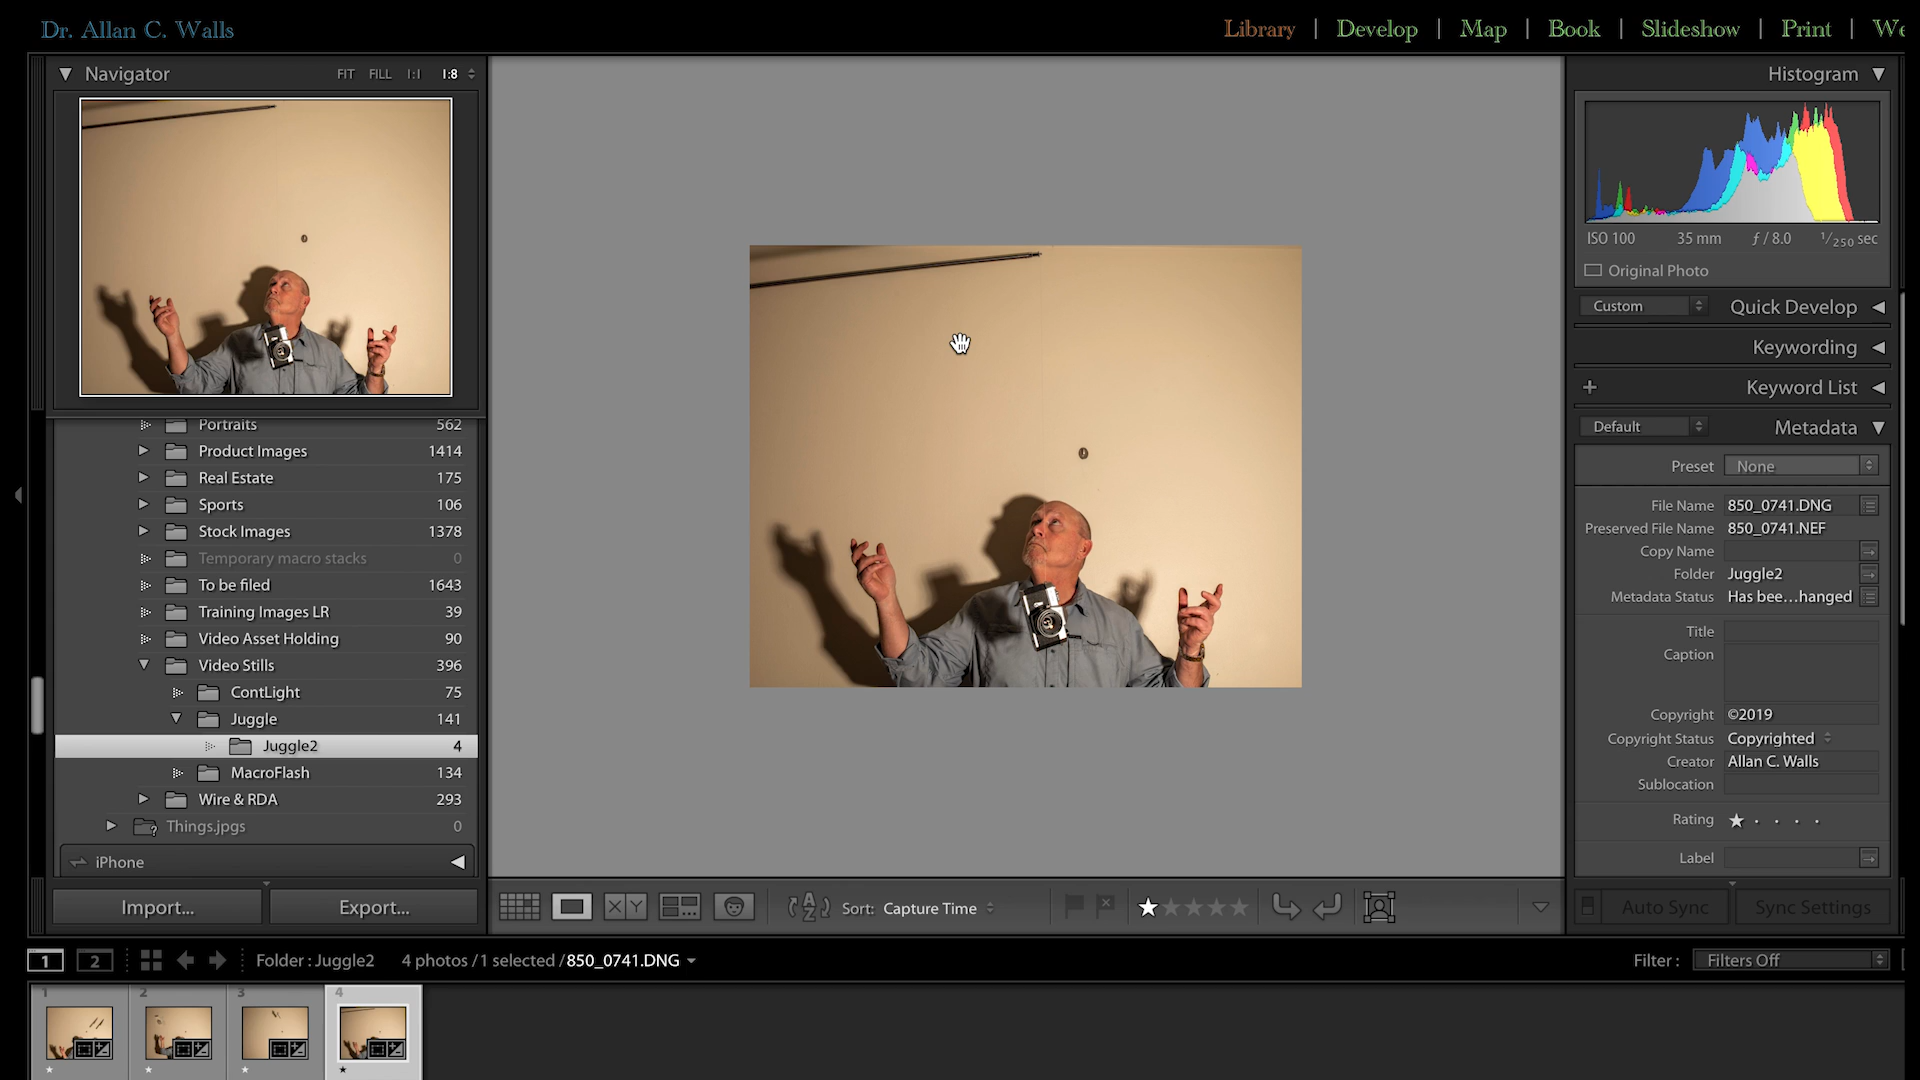 Dr. Allan C. Walls
Library | Develop | Map | Book | Slideshow | Print | We
Navigator FIT FILL 1:1 1:8
Portraits 562
Product Images 1414
Real Estate 175
Sports 106
Stock Images 1378
Temporary macro stacks 0
To be filed 1643
Training Images LR 39
Video Asset Holding 90
Video Stills 396
ContLight 75
Juggle 141
Juggle2 4
MacroFlash 134
Wire & RDA 293
Things.jpgs 0
iPhone
Import... Export...
X Y
A Z Sort: Capture Time
Histogram
ISO 100 35 mm ƒ / 8.0 1/250 sec
Original Photo
Custom Quick Develop
Keywording
+ Keyword List
Default Metadata
Preset None
File Name 850_0741.DNG
Preserved File Name 850_0741.NEF
Copy Name
Folder Juggle2
Metadata Status Has bee...hanged
Title
Caption
Copyright ©2019
Copyright Status Copyrighted
Creator Allan C. Walls
Sublocation
Rating
Label
Auto Sync Sync Settings
1 2 Folder : Juggle2 4 photos / 1 selected / 850_0741.DNG
Filter : Filters Off
1 2 3 4